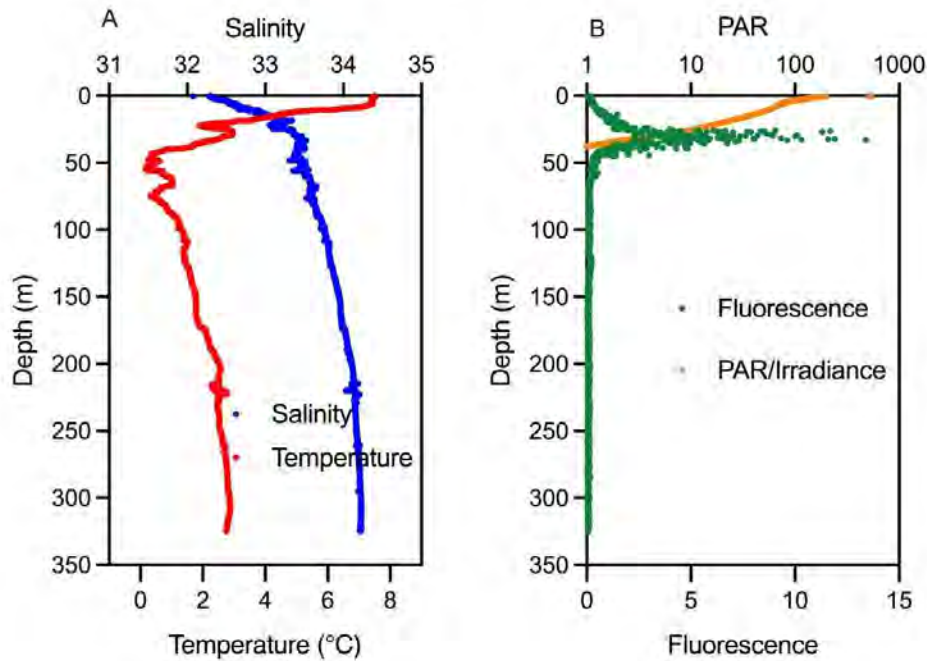 A
Salinity
31 32 33 34 35
0
50
100
150
200
250
300
350
Depth (m)
Salinity
Temperature
0 2 4 6 8
Temperature (°C)
B
PAR
1 10 100 1000
0
50
100
150
200
250
300
350
Depth (m)
Fluorescence
PAR/Irradiance
0 5 10 15
Fluorescence